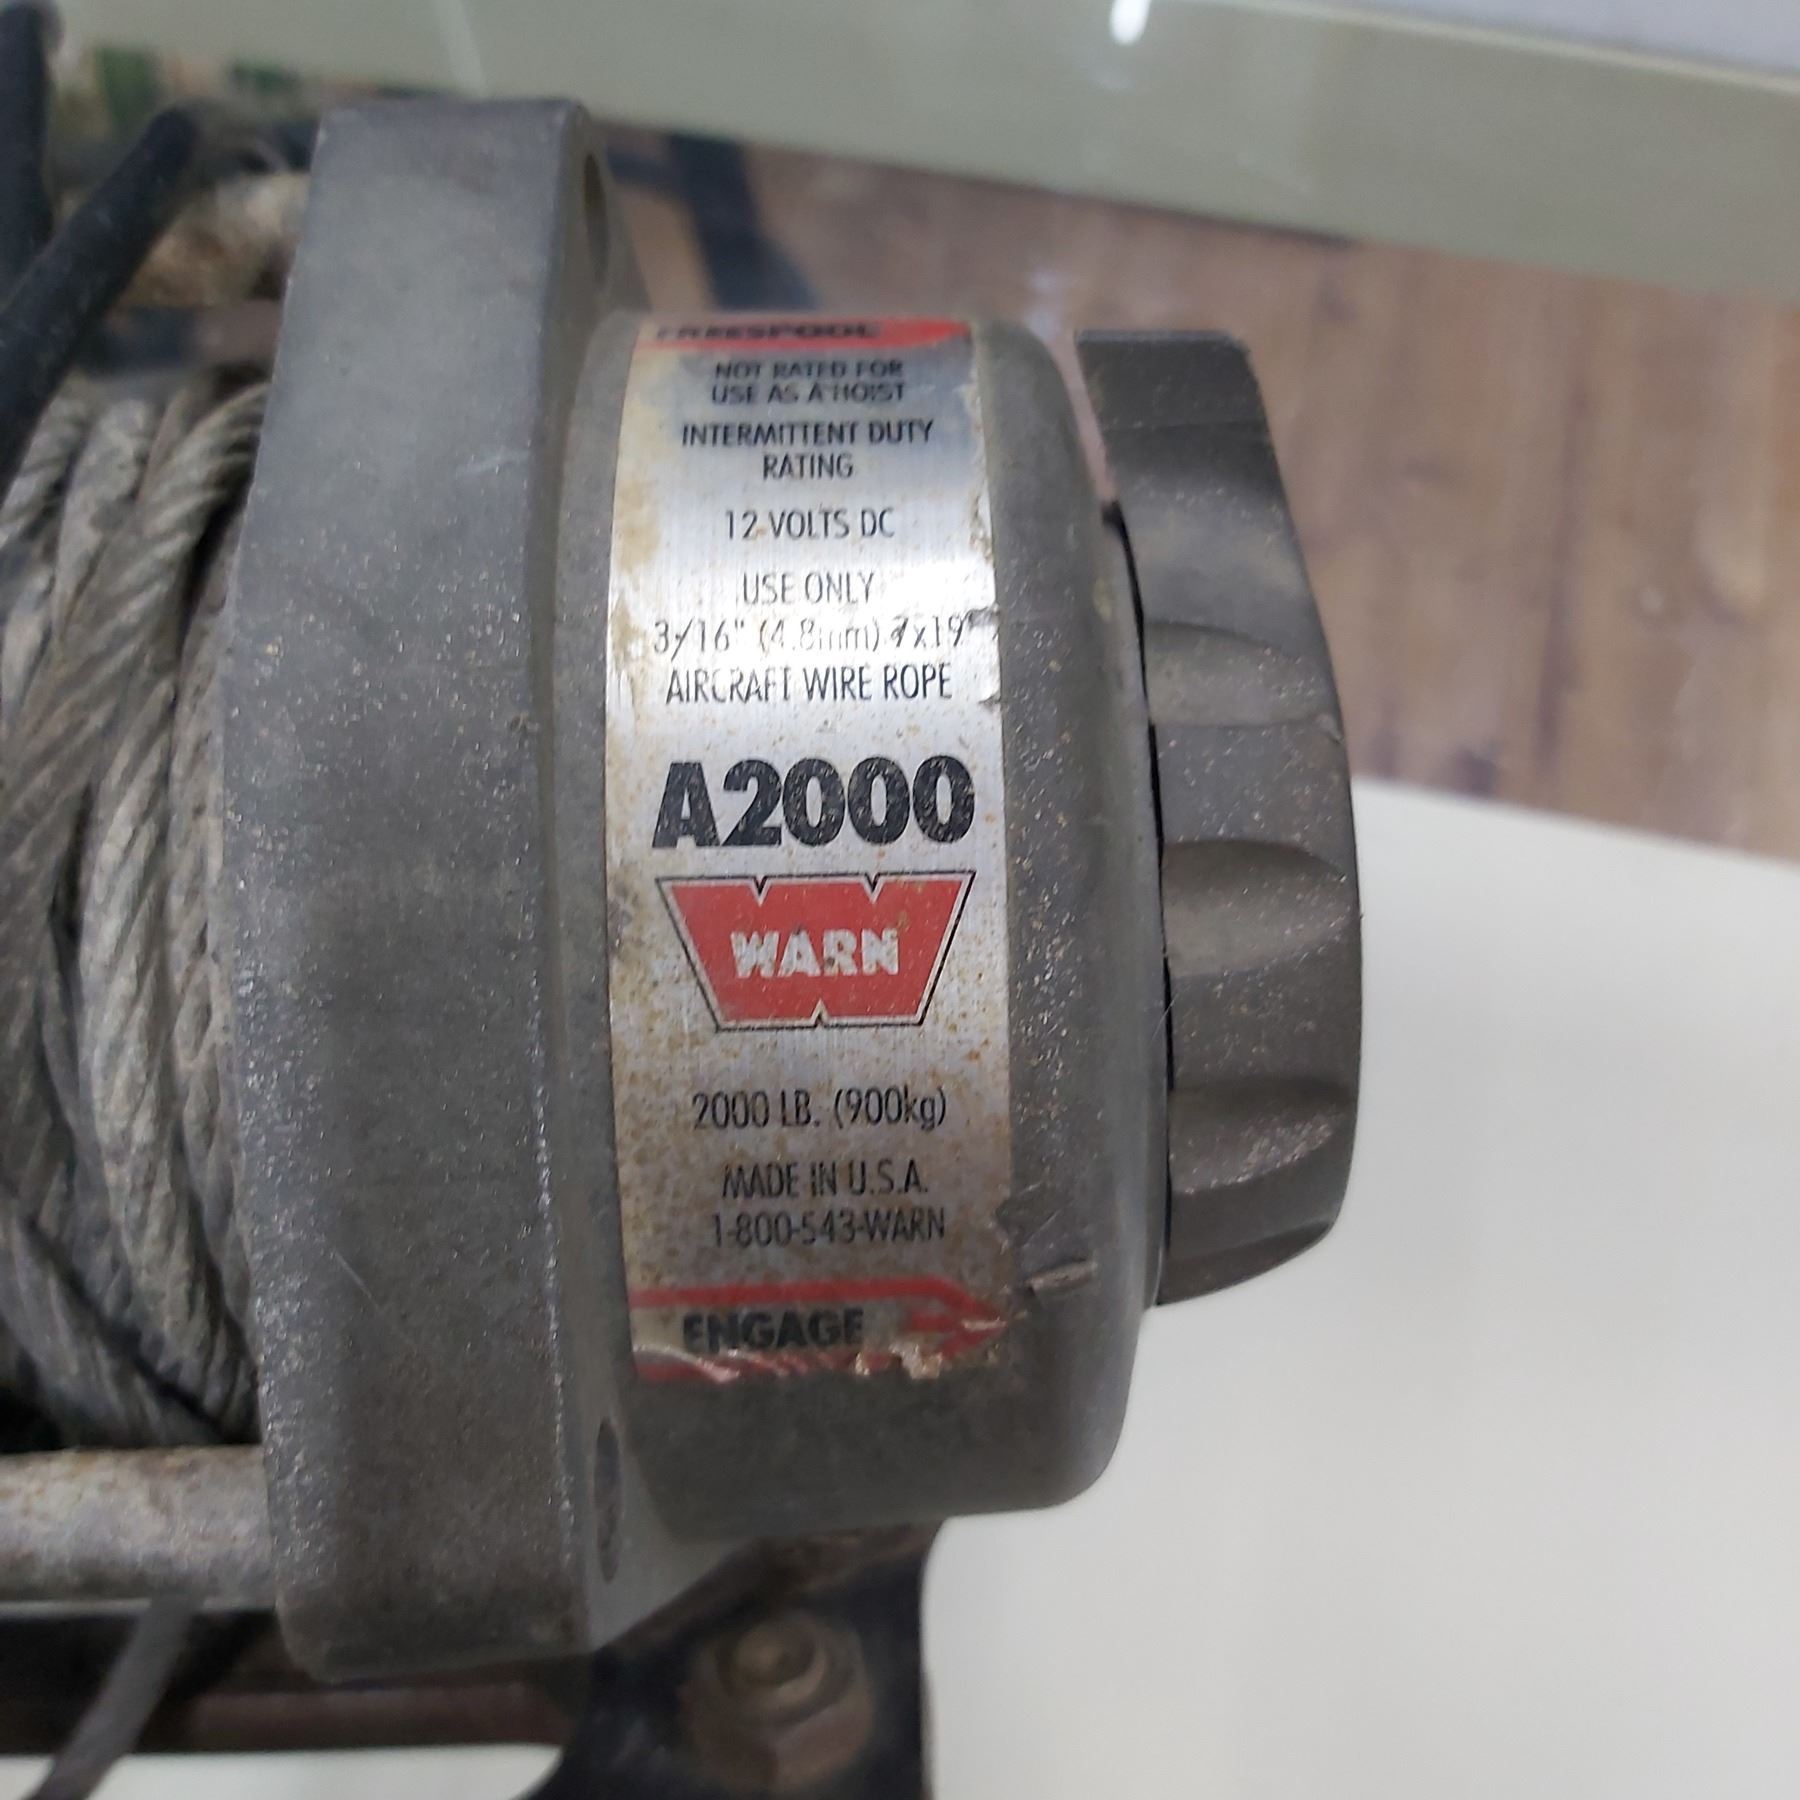 FREESPOOL
NOT RATED FOR
USE AS A HOIST
INTERMITTENT DUTY
RATING
12 VOLTS DC
USE ONLY
3/16" (4.8mm) 7x19
AIRCRAFT WIRE ROPE
A2000
WARN
2000 LB. (900kg)
MADE IN U.S.A.
1-800-543-WARN
ENGAGE